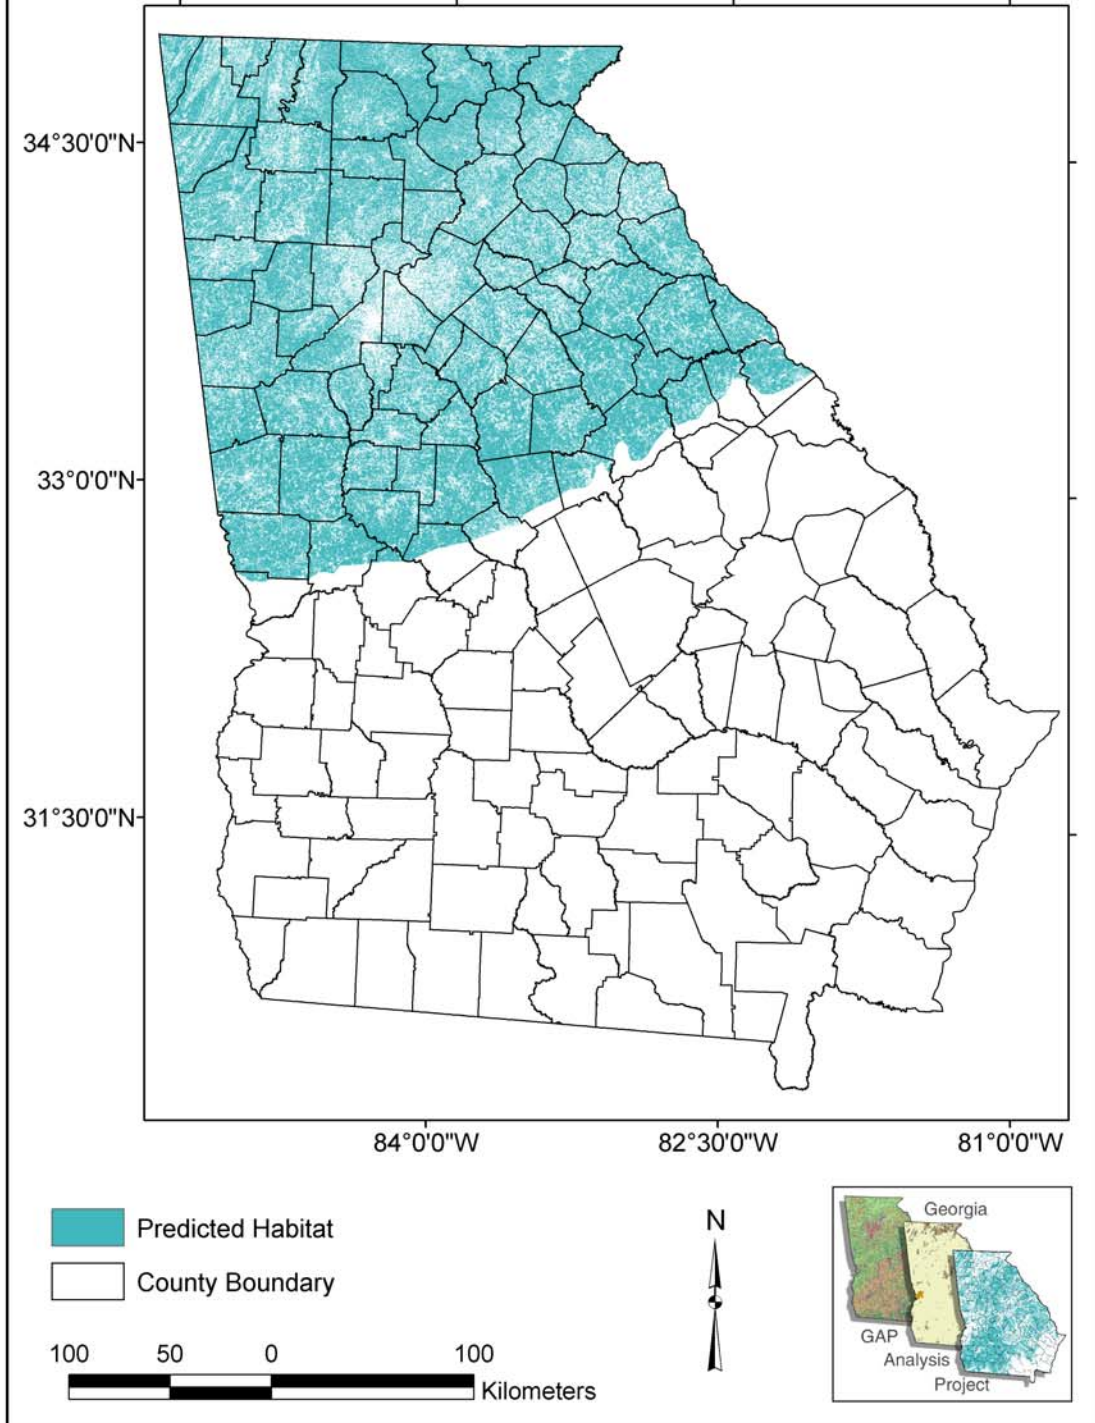 34°30'0"N
33°0'0"N
31°30'0"N
84°0'0"W 82°30'0"W 81°0'0"W
Predicted Habitat
County Boundary
100 50 0 100
Kilometers
N
Georgia
GAP
Analysis
Project